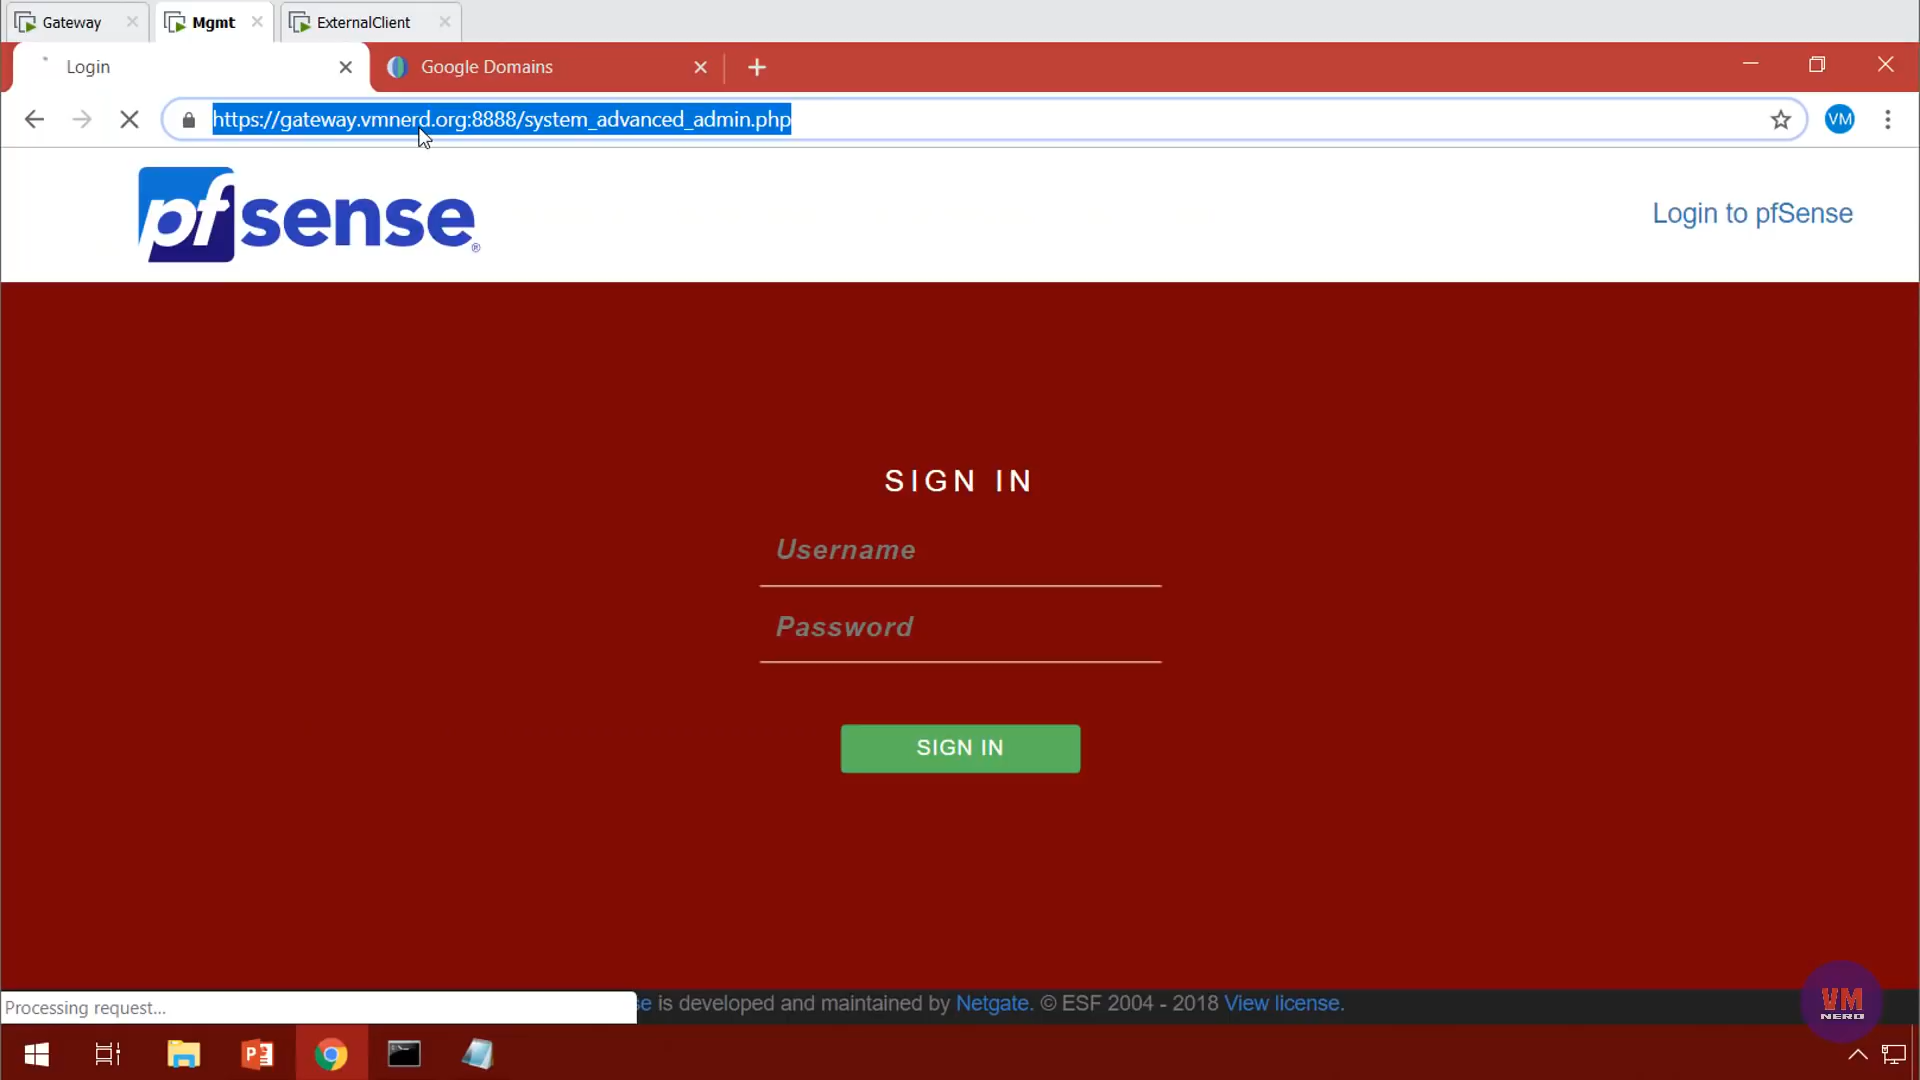 Gateway
Mgmt
ExternalClient
Login
Google Domains
https://gateway.vmnerd.org:8888/system_advanced_admin.php
VM
pfsense®
Login to pfSense
SIGN IN
Username
Password
SIGN IN
Processing request...
se is developed and maintained by Netgate. © ESF 2004 - 2018 View license.
VM
NERD